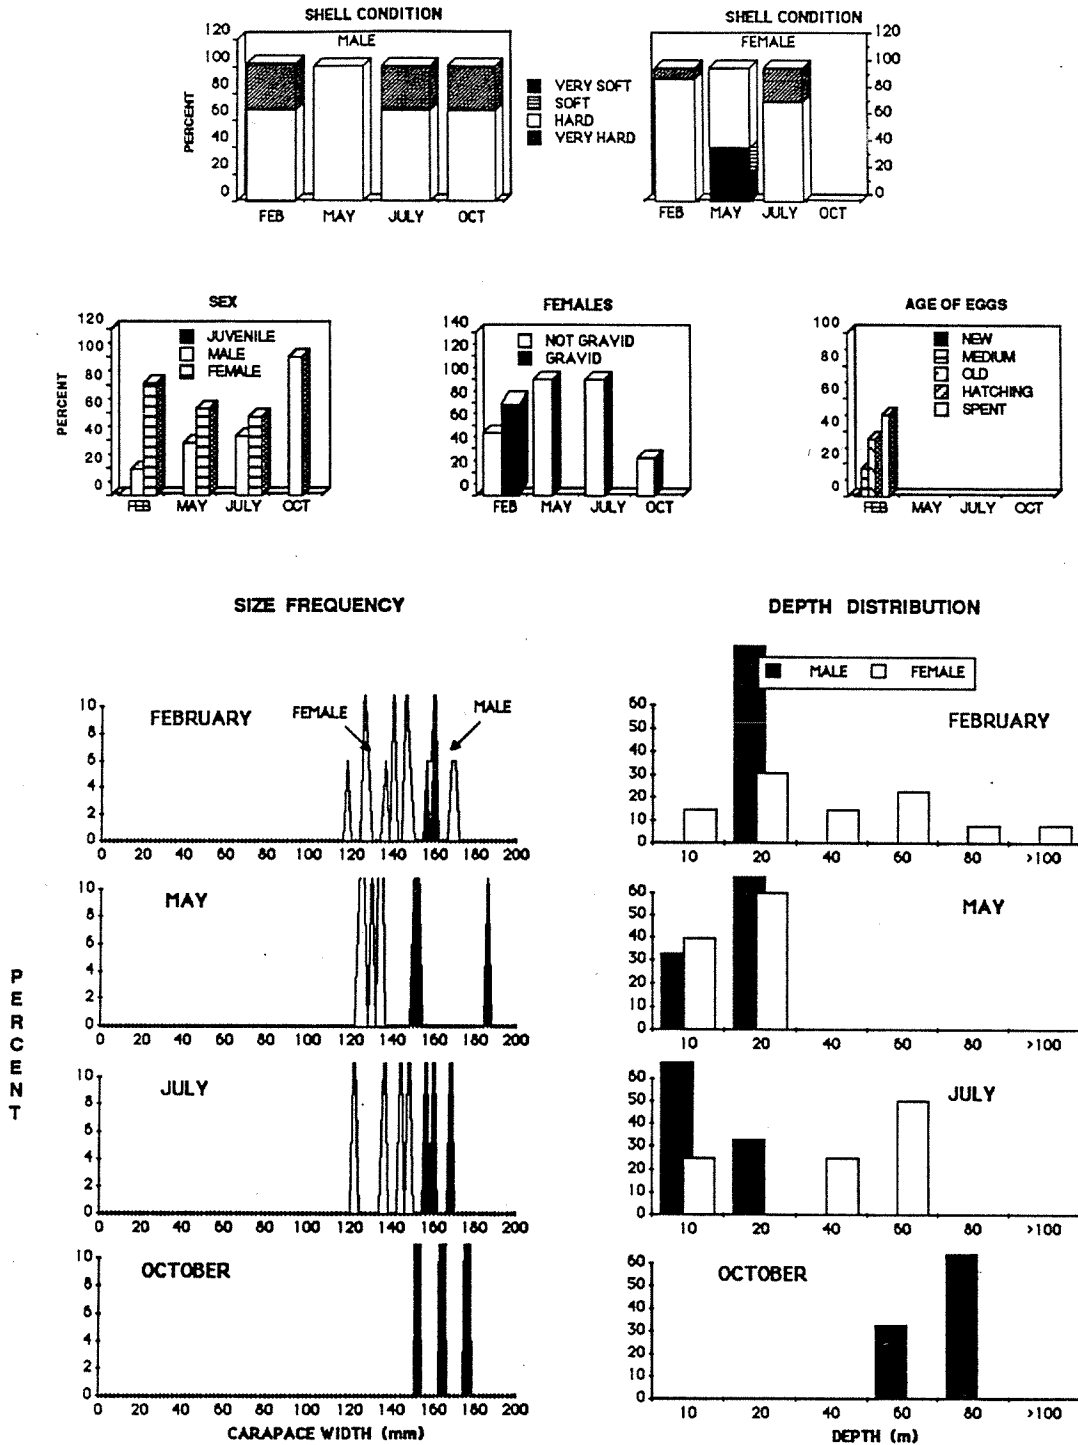 SHELL CONDITION
MALE
120
100
80
60
40
20
0
PERCENT
FEB MAY JULY OCT
VERY SOFT
SOFT
HARD
VERY HARD
SHELL CONDITION
FEMALE
120
100
80
60
40
20
0
FEB MAY JULY OCT
SEX
120
100
80
60
40
20
0
PERCENT
JUVENILE
MALE
FEMALE
FEB MAY JULY OCT
FEMALES
140
120
100
80
60
40
20
0
NOT GRAVID
GRAVID
FEB MAY JULY OCT
AGE OF EGGS
100
80
60
40
20
0
NEW
MEDIUM
OLD
HATCHING
SPENT
FEB MAY JULY OCT
SIZE FREQUENCY
PERCENT
FEBRUARY
FEMALE
MALE
10
8
6
4
2
0
0 20 40 60 80 100 120 140 160 180 200
MAY
10
8
6
4
2
0
0 20 40 60 80 100 120 140 160 180 200
JULY
10
8
6
4
2
0
0 20 40 60 80 100 120 140 160 180 200
OCTOBER
10
8
6
4
2
0
0 20 40 60 80 100 120 140 160 180 200
CARAPACE WIDTH (mm)
DEPTH DISTRIBUTION
MALE FEMALE
FEBRUARY
60
50
40
30
20
10
0
10 20 40 60 80 >100
MAY
60
50
40
30
20
10
0
10 20 40 60 80 >100
JULY
60
50
40
30
20
10
0
10 20 40 60 80 >100
OCTOBER
60
50
40
30
20
10
0
10 20 40 60 80 >100
DEPTH (m)